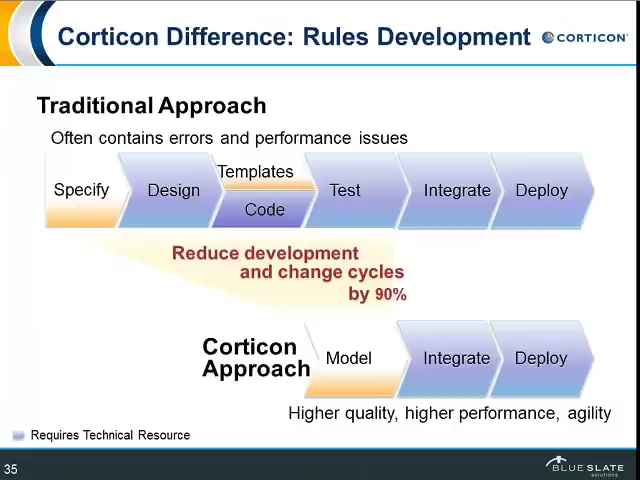 Corticon Difference: Rules Development
CORTICON
Traditional Approach
Often contains errors and performance issues
Specify
Design
Templates
Code
Test
Integrate
Deploy
Reduce development
and change cycles
by 90%
Corticon
Approach
Model
Integrate
Deploy
Higher quality, higher performance, agility
Requires Technical Resource
35
BLUE SLATE
solutions